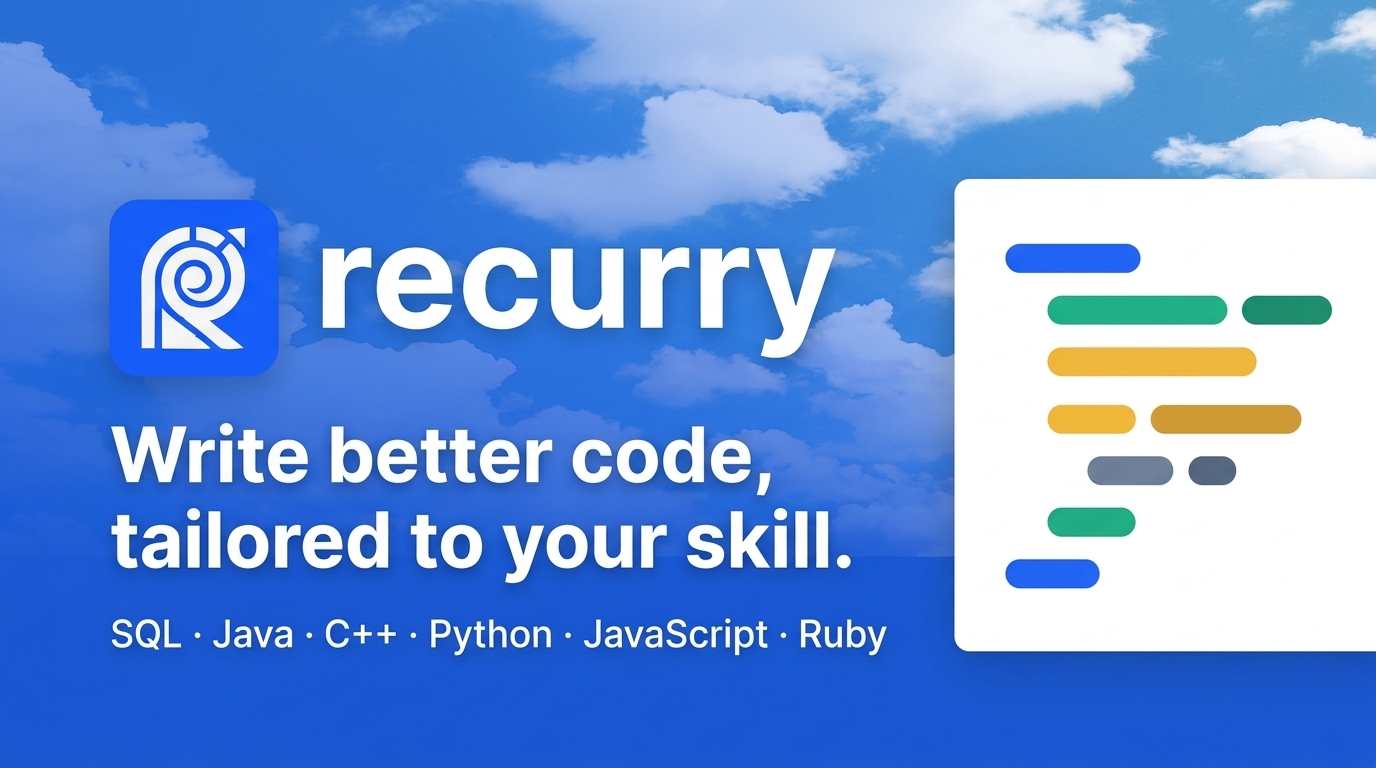 recurry
Write better code,
tailored to your skill.
SQL · Java · C++ · Python · JavaScript · Ruby